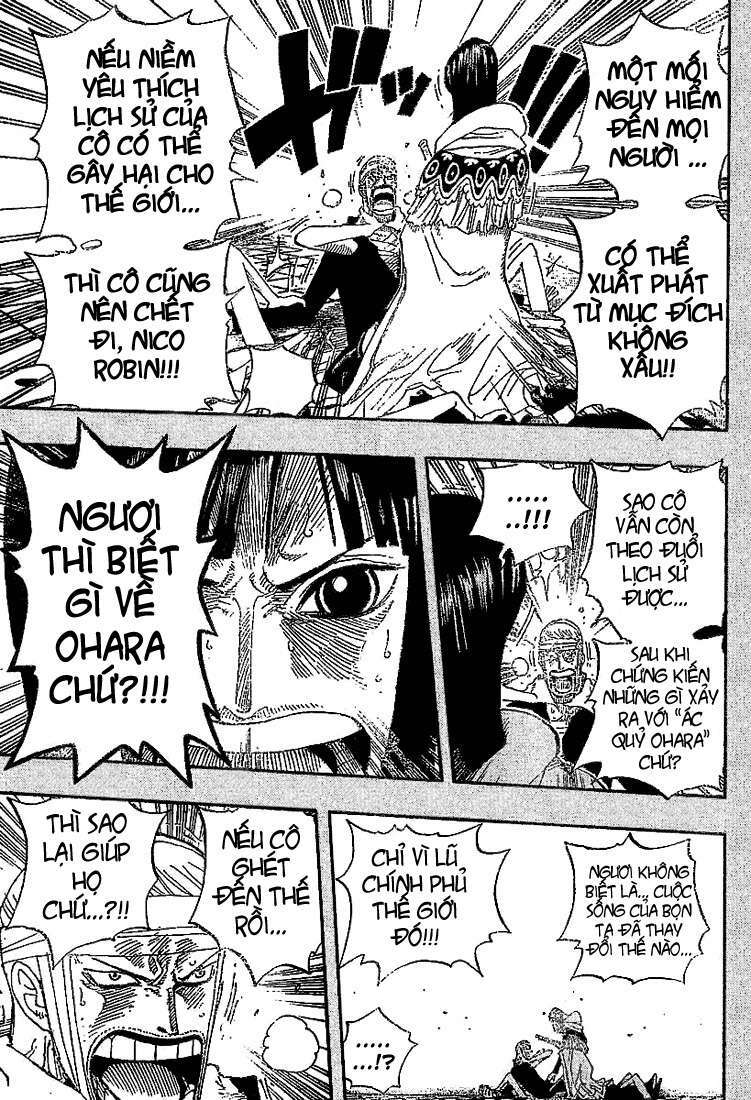 MỘT MỐI
NGUY HIỂM
ĐẾN MỌI
NGƯỜI ...
CÓ THỂ
XUẤT PHÁT
TỪ MỤC ĐÍCH
KHÔNG
XẤU!!
NẾU NIỀM
YÊU THÍCH
LỊCH SỬ CỦA
CÔ CÓ THỂ
GÂY HẠI CHO
THẾ GIỚI...
THÌ CÔ CŨNG
NÊN CHẾT
ĐI, NICO
ROBIN!!!
SAO CÔ
VẪN CÒN
THEO ĐUỔI
LỊCH SỬ
ĐƯỢC...
SAU KHI
CHỨNG KIẾN
NHỮNG GÌ XẢY
RA VỚI "ÁC
QUỶ OHARA"
CHỨ?
.....
..!!!
NGƯƠI
THÌ BIẾT
GÌ VỀ
OHARA
CHỨ?!!!
NGƯƠI KHÔNG
BIẾT LÀ... CUỘC
SỐNG CỦA BỌN
TA ĐÃ THAY
ĐỔI THẾ NÀO...
CHỈ VÌ LŨ
CHÍNH PHỦ
THẾ GIỚI
ĐÓ!!!
.....
...!?
NẾU CÔ
GHÉT
ĐẾN THẾ
RỒI...
THÌ SAO
LẠI GIÚP
HỌ
CHỨ...?!!